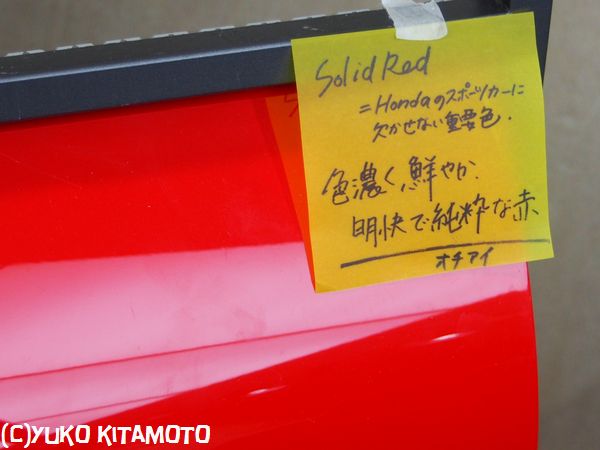 Solid Red
=Hondaのスポーツカーに
欠かせない重要色.
色濃く鮮やか.
明快で純粋な赤
オチアイ
(C)YUKO KITAMOTO